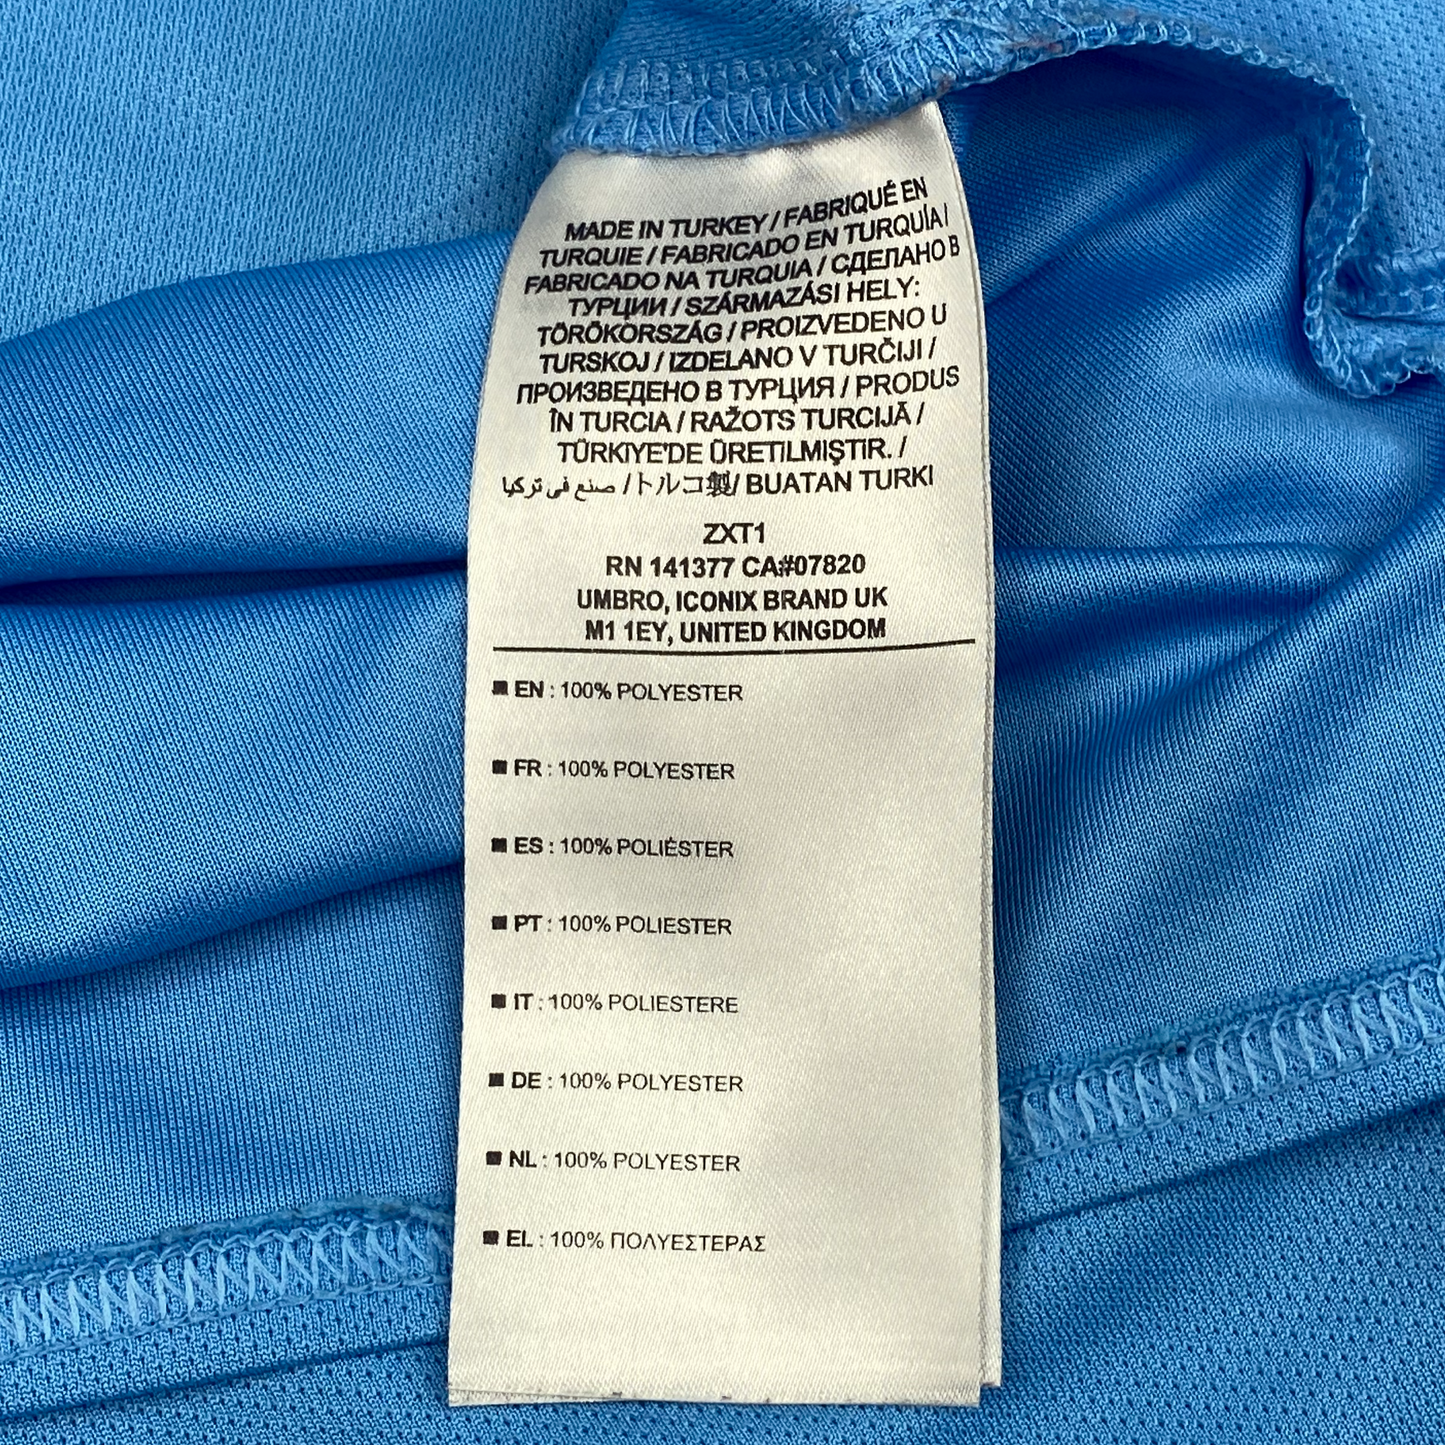 MADE IN TURKEY / FABRIQUÉ EN
TURQUIE / FABRICADO EN TURQUÍA /
FABRICADO NA TURQUIA / СДЕЛАНО В
ТУРЦИИ / SZÁRMAZÁSI HELY:
TÖRÖKORSZÁG / PROIZVEDENO U
TURSKOJ / IZDELANO V TURČIJI /
ПРОИЗВЕДЕНО В ТУРЦИЯ / PRODUS
ÎN TURCIA / RAŽOTS TURCIJĀ /
TÜRKIYE'DE ÜRETILMIŞTIR. /
صنع في تركيا /トルコ製/ BUATAN TURKI
ZXT1
RN 141377 CA#07820
UMBRO, ICONIX BRAND UK
M1 1EY, UNITED KINGDOM
■ EN : 100% POLYESTER
■ FR : 100% POLYESTER
■ ES : 100% POLIÉSTER
■ PT : 100% POLIESTER
■ IT : 100% POLIESTERE
■ DE : 100% POLYESTER
■ NL : 100% POLYESTER
■ EL : 100% ΠΟΛΥΕΣΤΕΡΑΣ